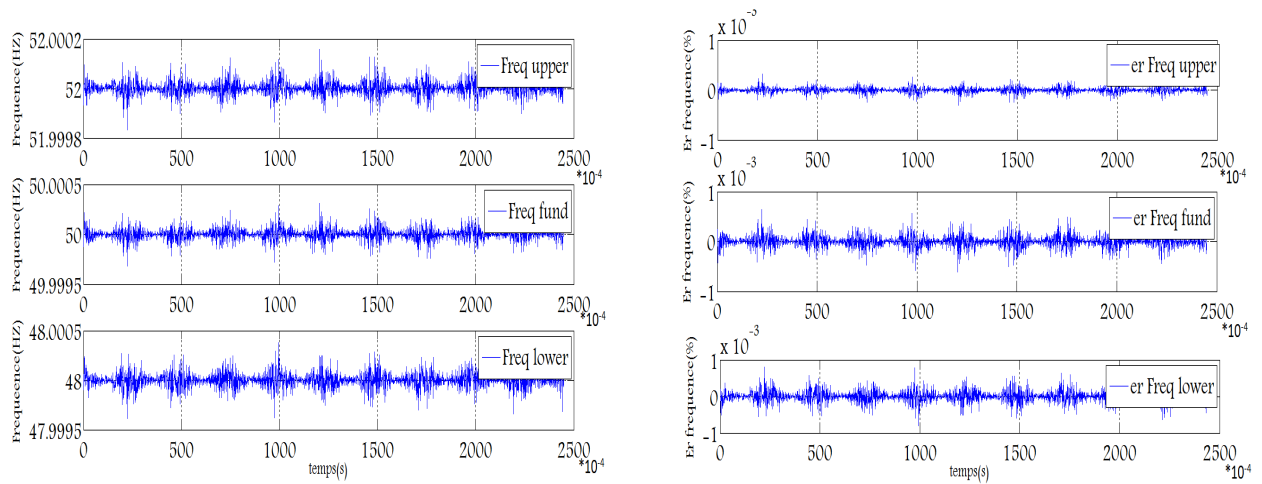 Frequence(HZ)
52.0002
52
51.9998
Freq upper
0 500 1000 1500 2000 2500
*10-4
Frequence(HZ)
50.0005
50
49.9995
Freq fund
0 500 1000 1500 2000 2500
*10-4
Frequence(HZ)
48.0005
48
47.9995
Freq lower
0 500 1000 1500 2000 2500
temps(s)
*10-4
Er frequence(%)
1
0
-1
er Freq upper
0 500 1000 1500 2000 2500
*10-4
Er frequence(%)
x 10-3
1
0
-1
er Freq fund
0 500 1000 1500 2000 2500
*10-4
Er frequence(%)
x 10-3
1
0
-1
er Freq lower
0 500 1000 1500 2000 2500
*10-4